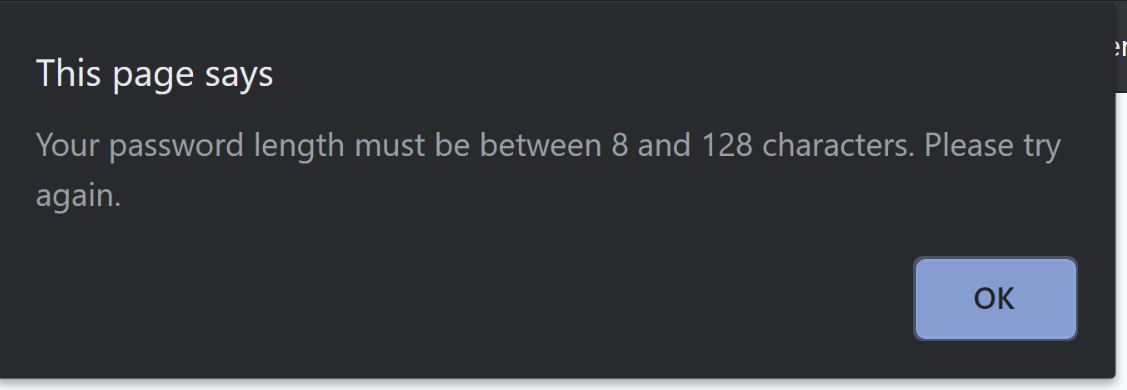 This page says
Your password length must be between 8 and 128 characters. Please try
again.
OK